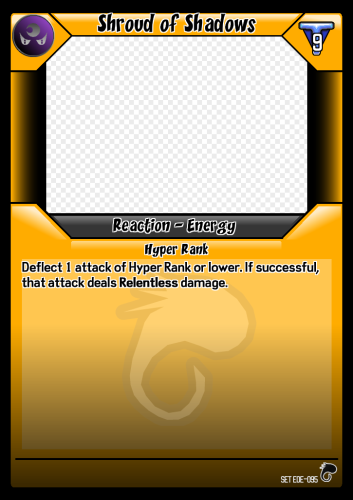 Shroud of Shadows
9
Reaction - Energy
Hyper Rank
Deflect 1 attack of Hyper Rank or lower. If successful,
that attack deals Relentless damage.
SET EDE-095